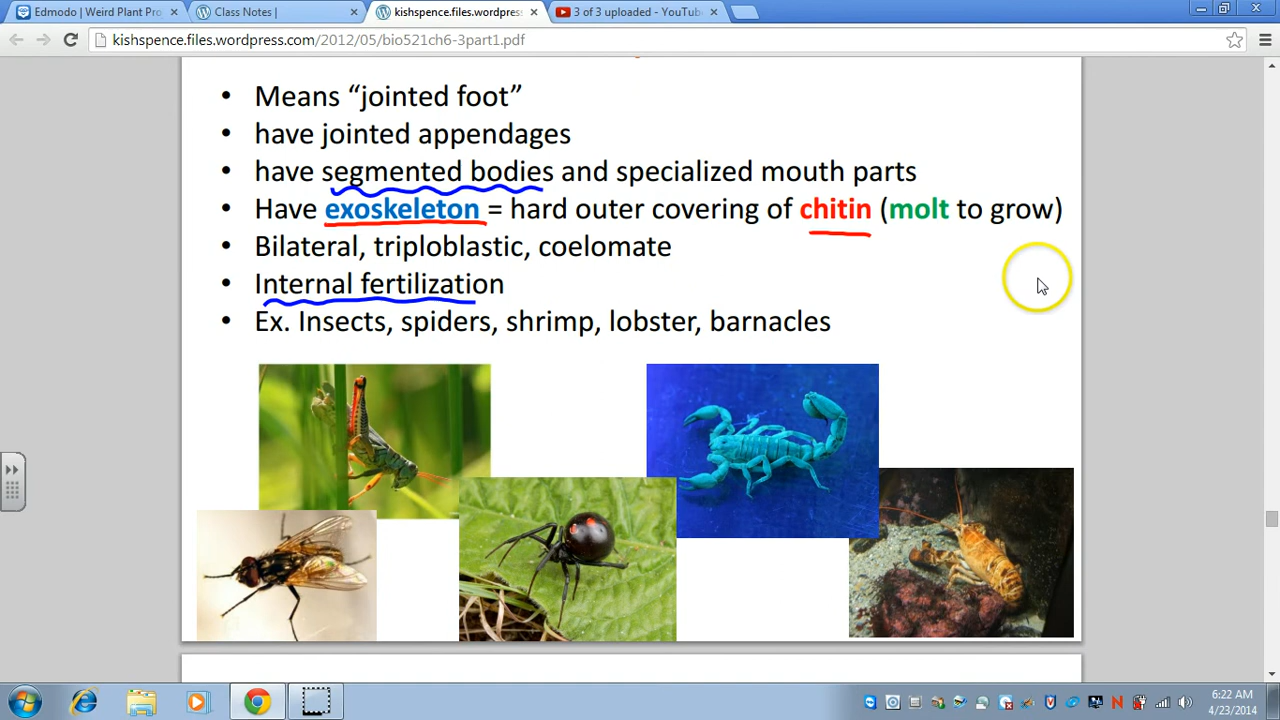 Edmodo | Weird Plant Pro
Class Notes |
kishspence.files.wordpress
3 of 3 uploaded - YouTub
kishspence.files.wordpress.com/2012/05/bio521ch6-3part1.pdf
• Means “jointed foot”
• have jointed appendages
• have segmented bodies and specialized mouth parts
• Have exoskeleton = hard outer covering of chitin (molt to grow)
• Bilateral, triploblastic, coelomate
• Internal fertilization
• Ex. Insects, spiders, shrimp, lobster, barnacles
6:22 AM
4/23/2014